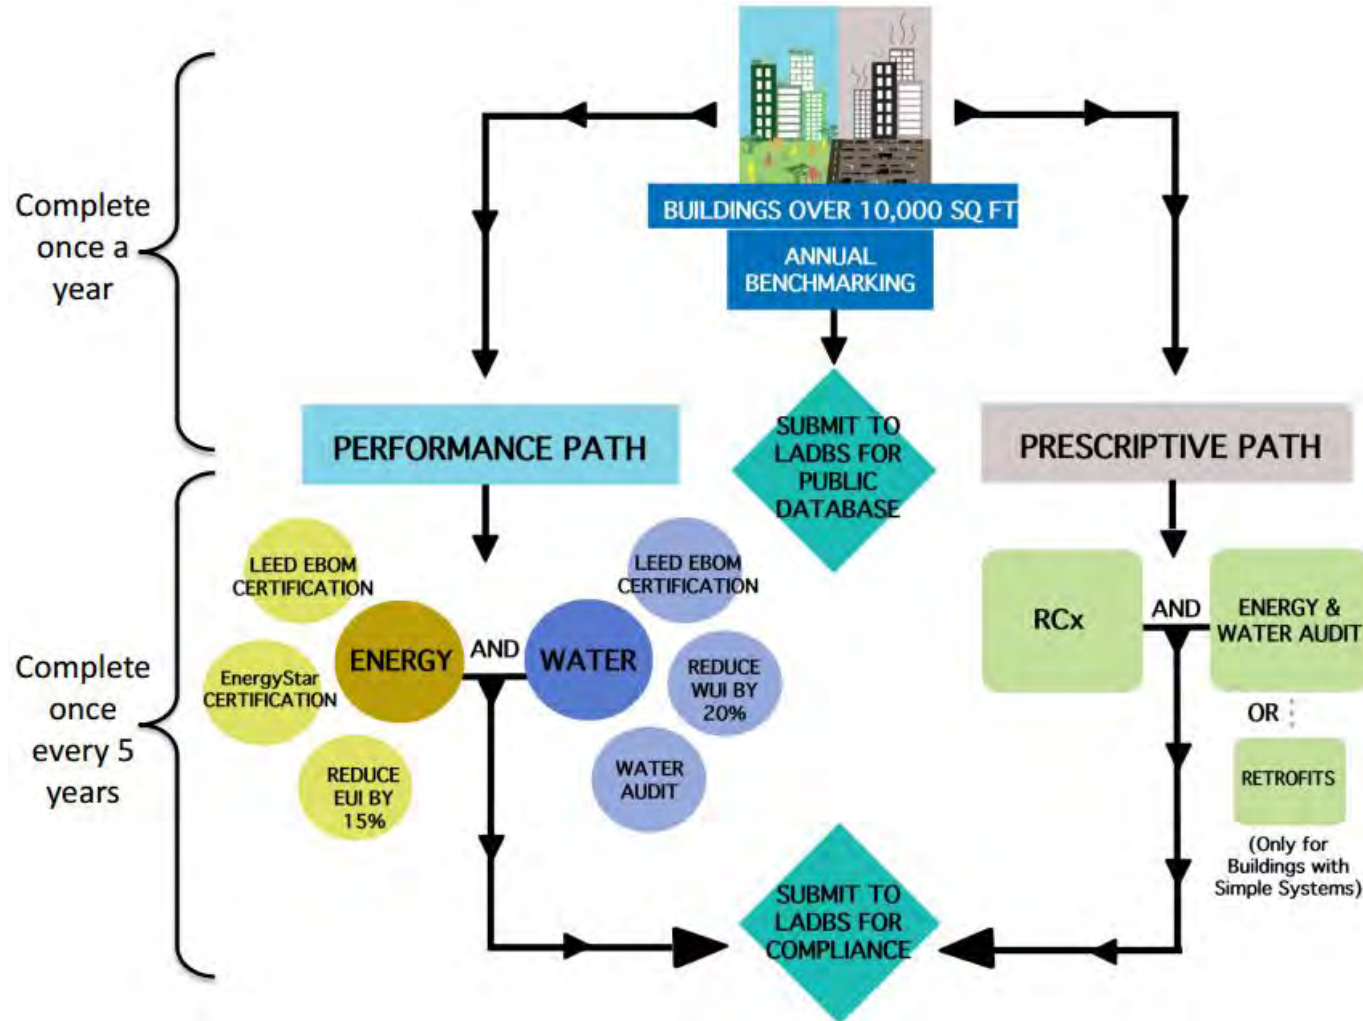 BUILDINGS OVER 10,000 SQ FT
ANNUAL
BENCHMARKING
Complete
once a
year
PERFORMANCE PATH
SUBMIT TO
LADBS FOR
PUBLIC
DATABASE
PRESCRIPTIVE PATH
Complete
once
every 5
years
LEED EBOM
CERTIFICATION
EnergyStar
CERTIFICATION
REDUCE
EUI BY
15%
ENERGY
AND
WATER
LEED EBOM
CERTIFICATION
REDUCE
WUI BY
20%
WATER
AUDIT
RCx
AND
ENERGY &
WATER AUDIT
OR
RETROFITS
(Only for
Buildings with
Simple Systems)
SUBMIT TO
LADBS FOR
COMPLIANCE